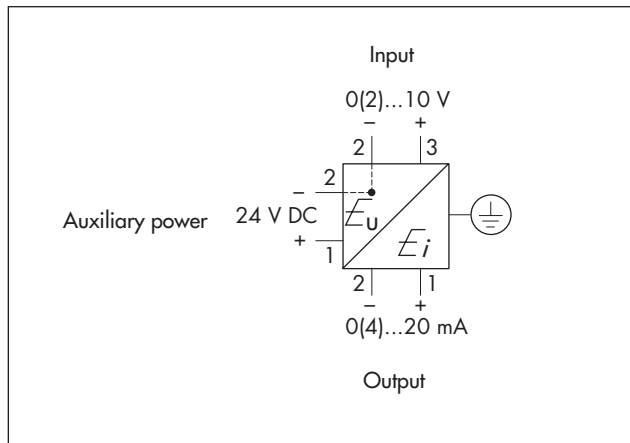 Input
0(2)...10 V
– +
2 3
2
–
Auxiliary power 24 V DC
U
+
1
i
2 1
– +
0(4)...20 mA
Output